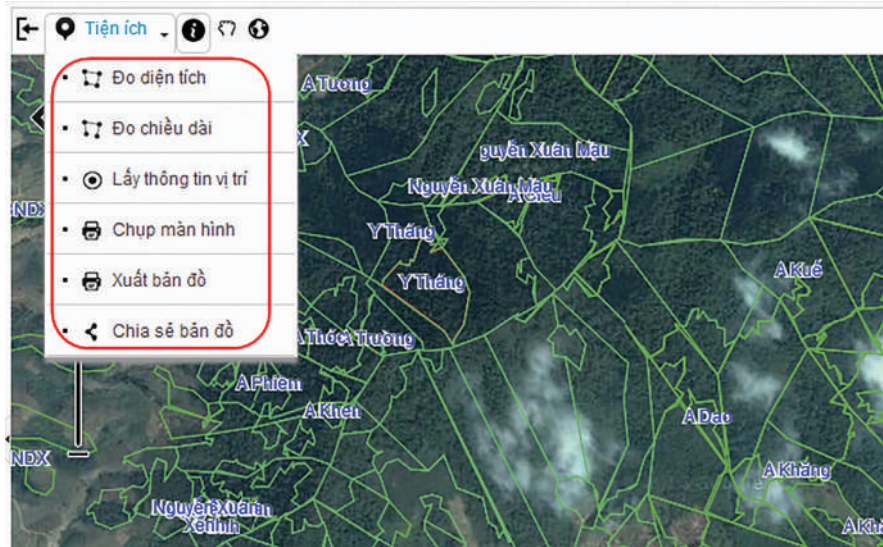 Tiện ích
Đo diện tích
Đo chiều dài
Lấy thông tin vị trí
Chụp màn hình
Xuất bản đồ
Chia sẻ bản đồ
A Tương
X
guyễn Xuân Mậu
Nguyễn Xuân Mậu
NDX
Y Tháng
Y Tháng
A Kuế
A Trường
A Phiêm
A Khen
A Dao
NDX
A Khăng